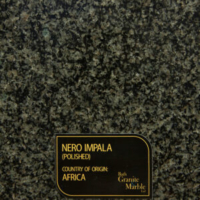 NERO IMPALA
(POLISHED)
COUNTRY OF ORIGIN:
AFRICA
Granite
Marble